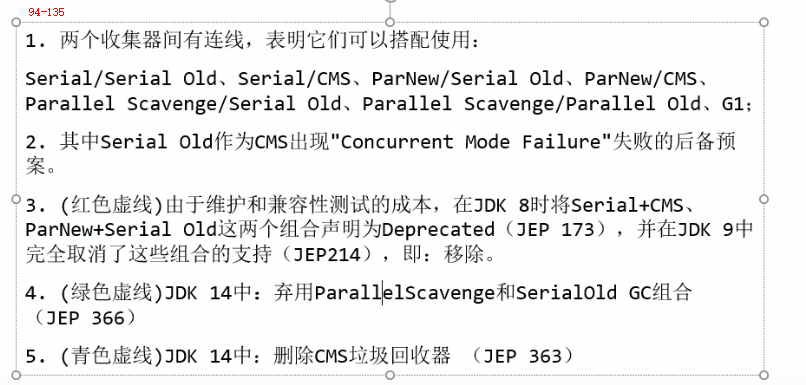 94-135
1. 两个收集器间有连线，表明它们可以搭配使用：
Serial/Serial Old、Serial/CMS、ParNew/Serial Old、ParNew/CMS、
Parallel Scavenge/Serial Old、Parallel Scavenge/Parallel Old、G1；
2. 其中Serial Old作为CMS出现"Concurrent Mode Failure"失败的后备预
案。
3. (红色虚线)由于维护和兼容性测试的成本，在JDK 8时将Serial+CMS、
ParNew+Serial Old这两个组合声明为Deprecated（JEP 173），并在JDK 9中
完全取消了这些组合的支持（JEP214），即：移除。
4. (绿色虚线)JDK 14中：弃用ParallelScavenge和SerialOld GC组合
（JEP 366）
5. (青色虚线)JDK 14中：删除CMS垃圾回收器 （JEP 363）